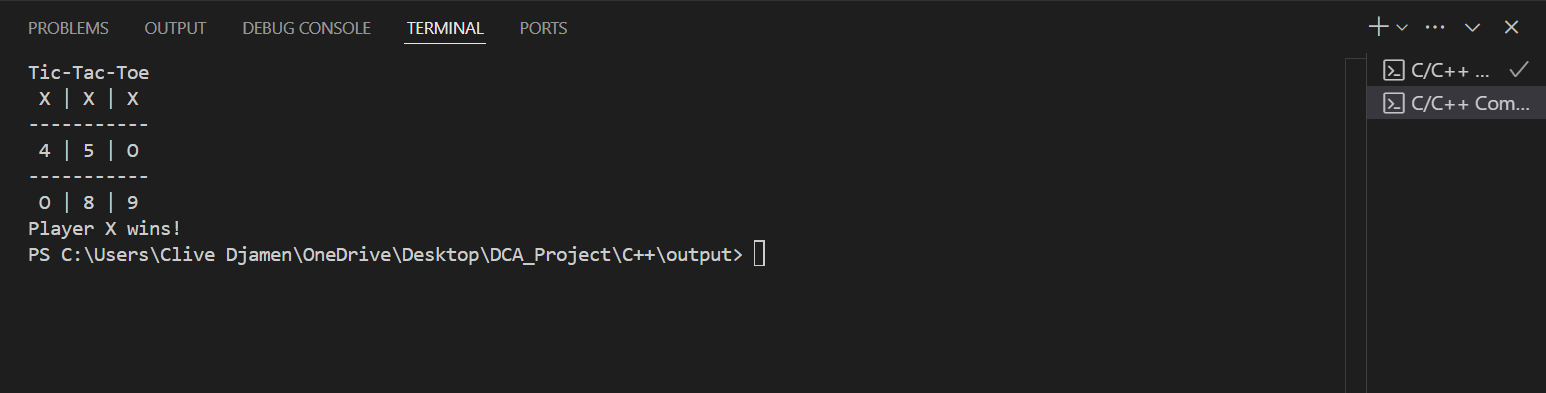 PROBLEMS OUTPUT DEBUG CONSOLE TERMINAL PORTS
Tic-Tac-Toe
X | X | X
-----------
4 | 5 | O
-----------
O | 8 | 9
Player X wins!
PS C:\Users\Clive Djamen\OneDrive\Desktop\DCA_Project\C++\output>
C/C++ ...
C/C++ Com...